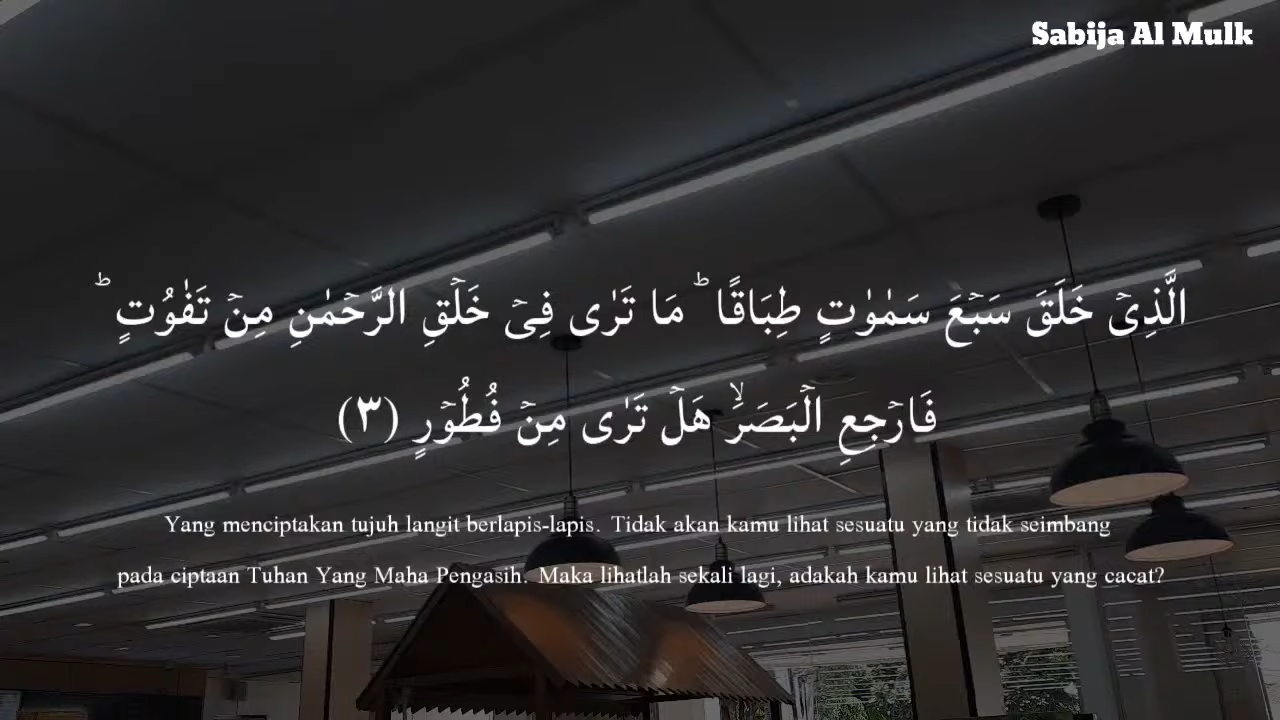 Sabija Al Mulk
الَّذِیۡ خَلَقَ سَبۡعَ سَمٰوٰتٍ طِبَاقًا ؕ مَا تَرٰی فِیۡ خَلۡقِ الرَّحۡمٰنِ مِنۡ تَفٰوُتٍ ؕ
فَارۡجِعِ الۡبَصَرَۙ هَلۡ تَرٰی مِنۡ فُطُوۡرٍ (٣)
Yang menciptakan tujuh langit berlapis-lapis. Tidak akan kamu lihat sesuatu yang tidak seimbang
pada ciptaan Tuhan Yang Maha Pengasih. Maka lihatlah sekali lagi, adakah kamu lihat sesuatu yang cacat?